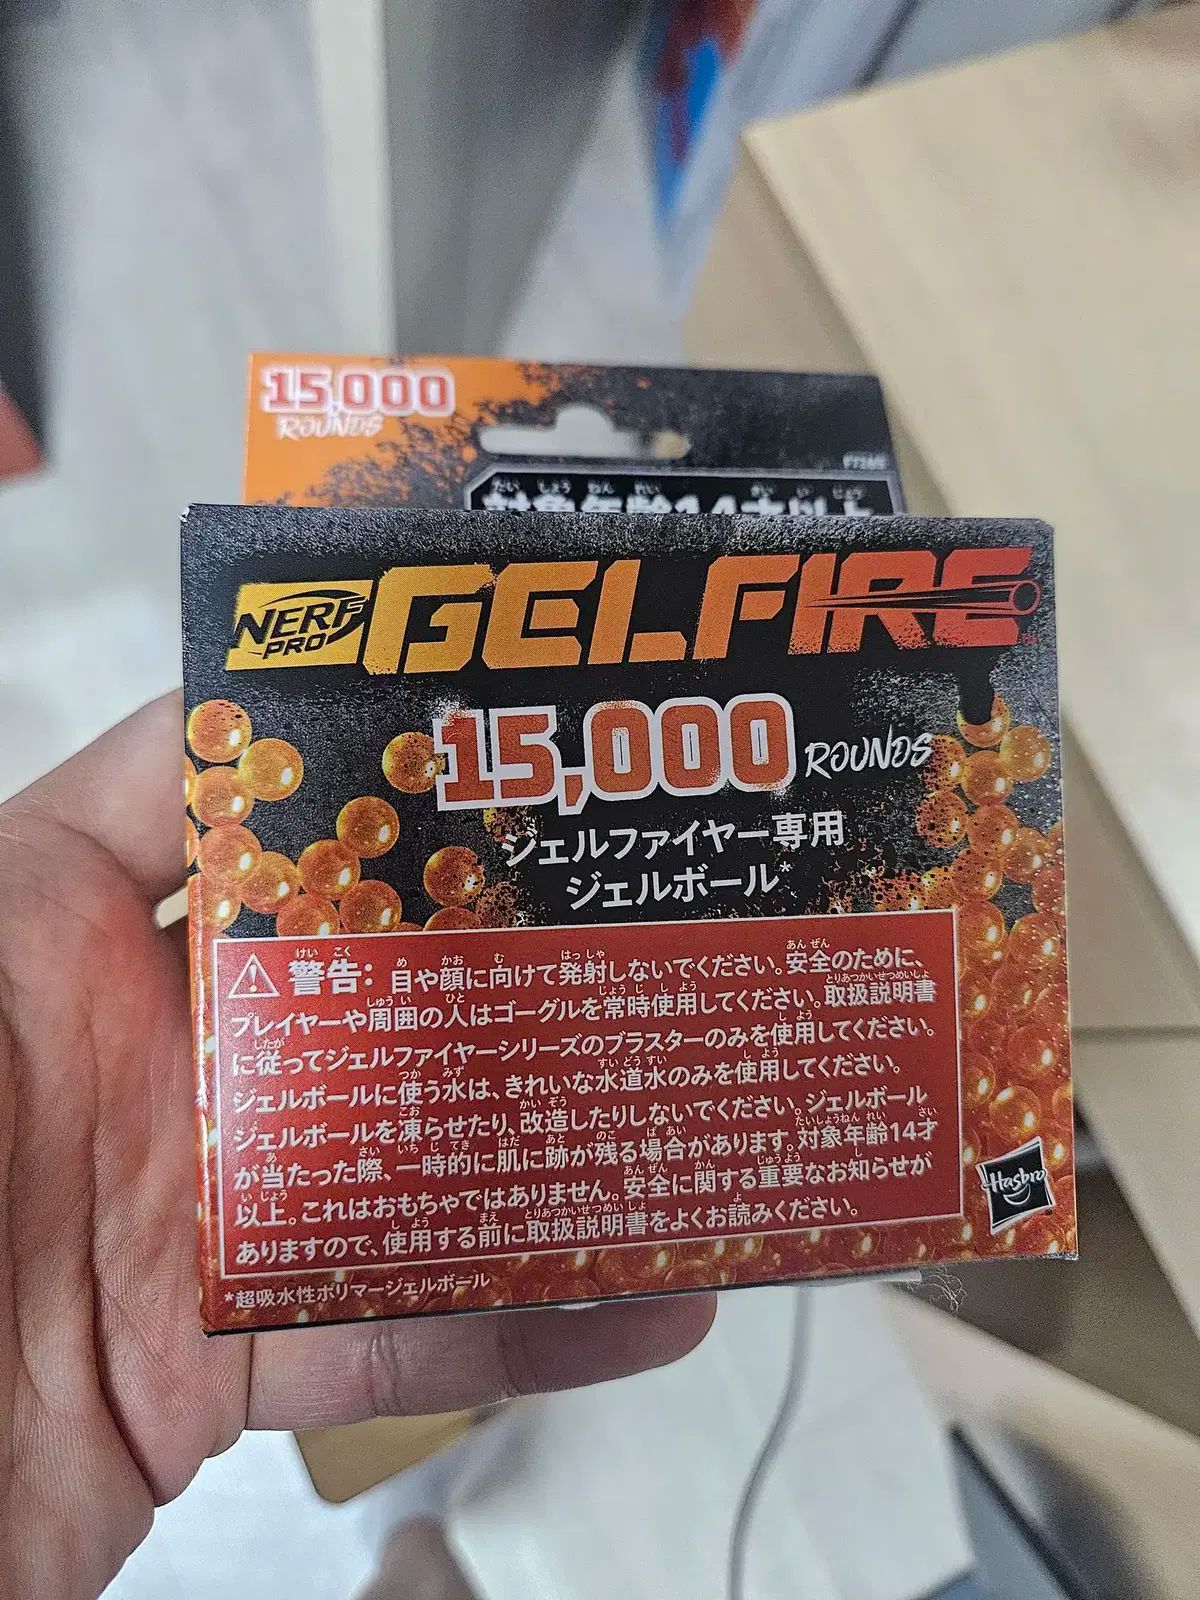 15,000
ROUNDS
対象年齢14才以上
NERF
PRO
GELFIRE
15,000 ROUNDS
ジェルファイヤー専用
ジェルボール*
警告: 目や顔に向けて発射しないでください。安全のために、
プレイヤーや周囲の人はゴーグルを常時使用してください。取扱説明書
に従ってジェルファイヤーシリーズのブラスターのみを使用してください。
ジェルボールに使う水は、きれいな水道水のみを使用してください。
ジェルボールを凍らせたり、改造したりしないでください。ジェルボール
が当たった際、一時的に肌に跡が残る場合があります。対象年齢14才
以上。これはおもちゃではありません。安全に関する重要なお知らせが
ありますので、使用する前に取扱説明書をよくお読みください。
Hasbro
*超吸水性ポリマージェルボール